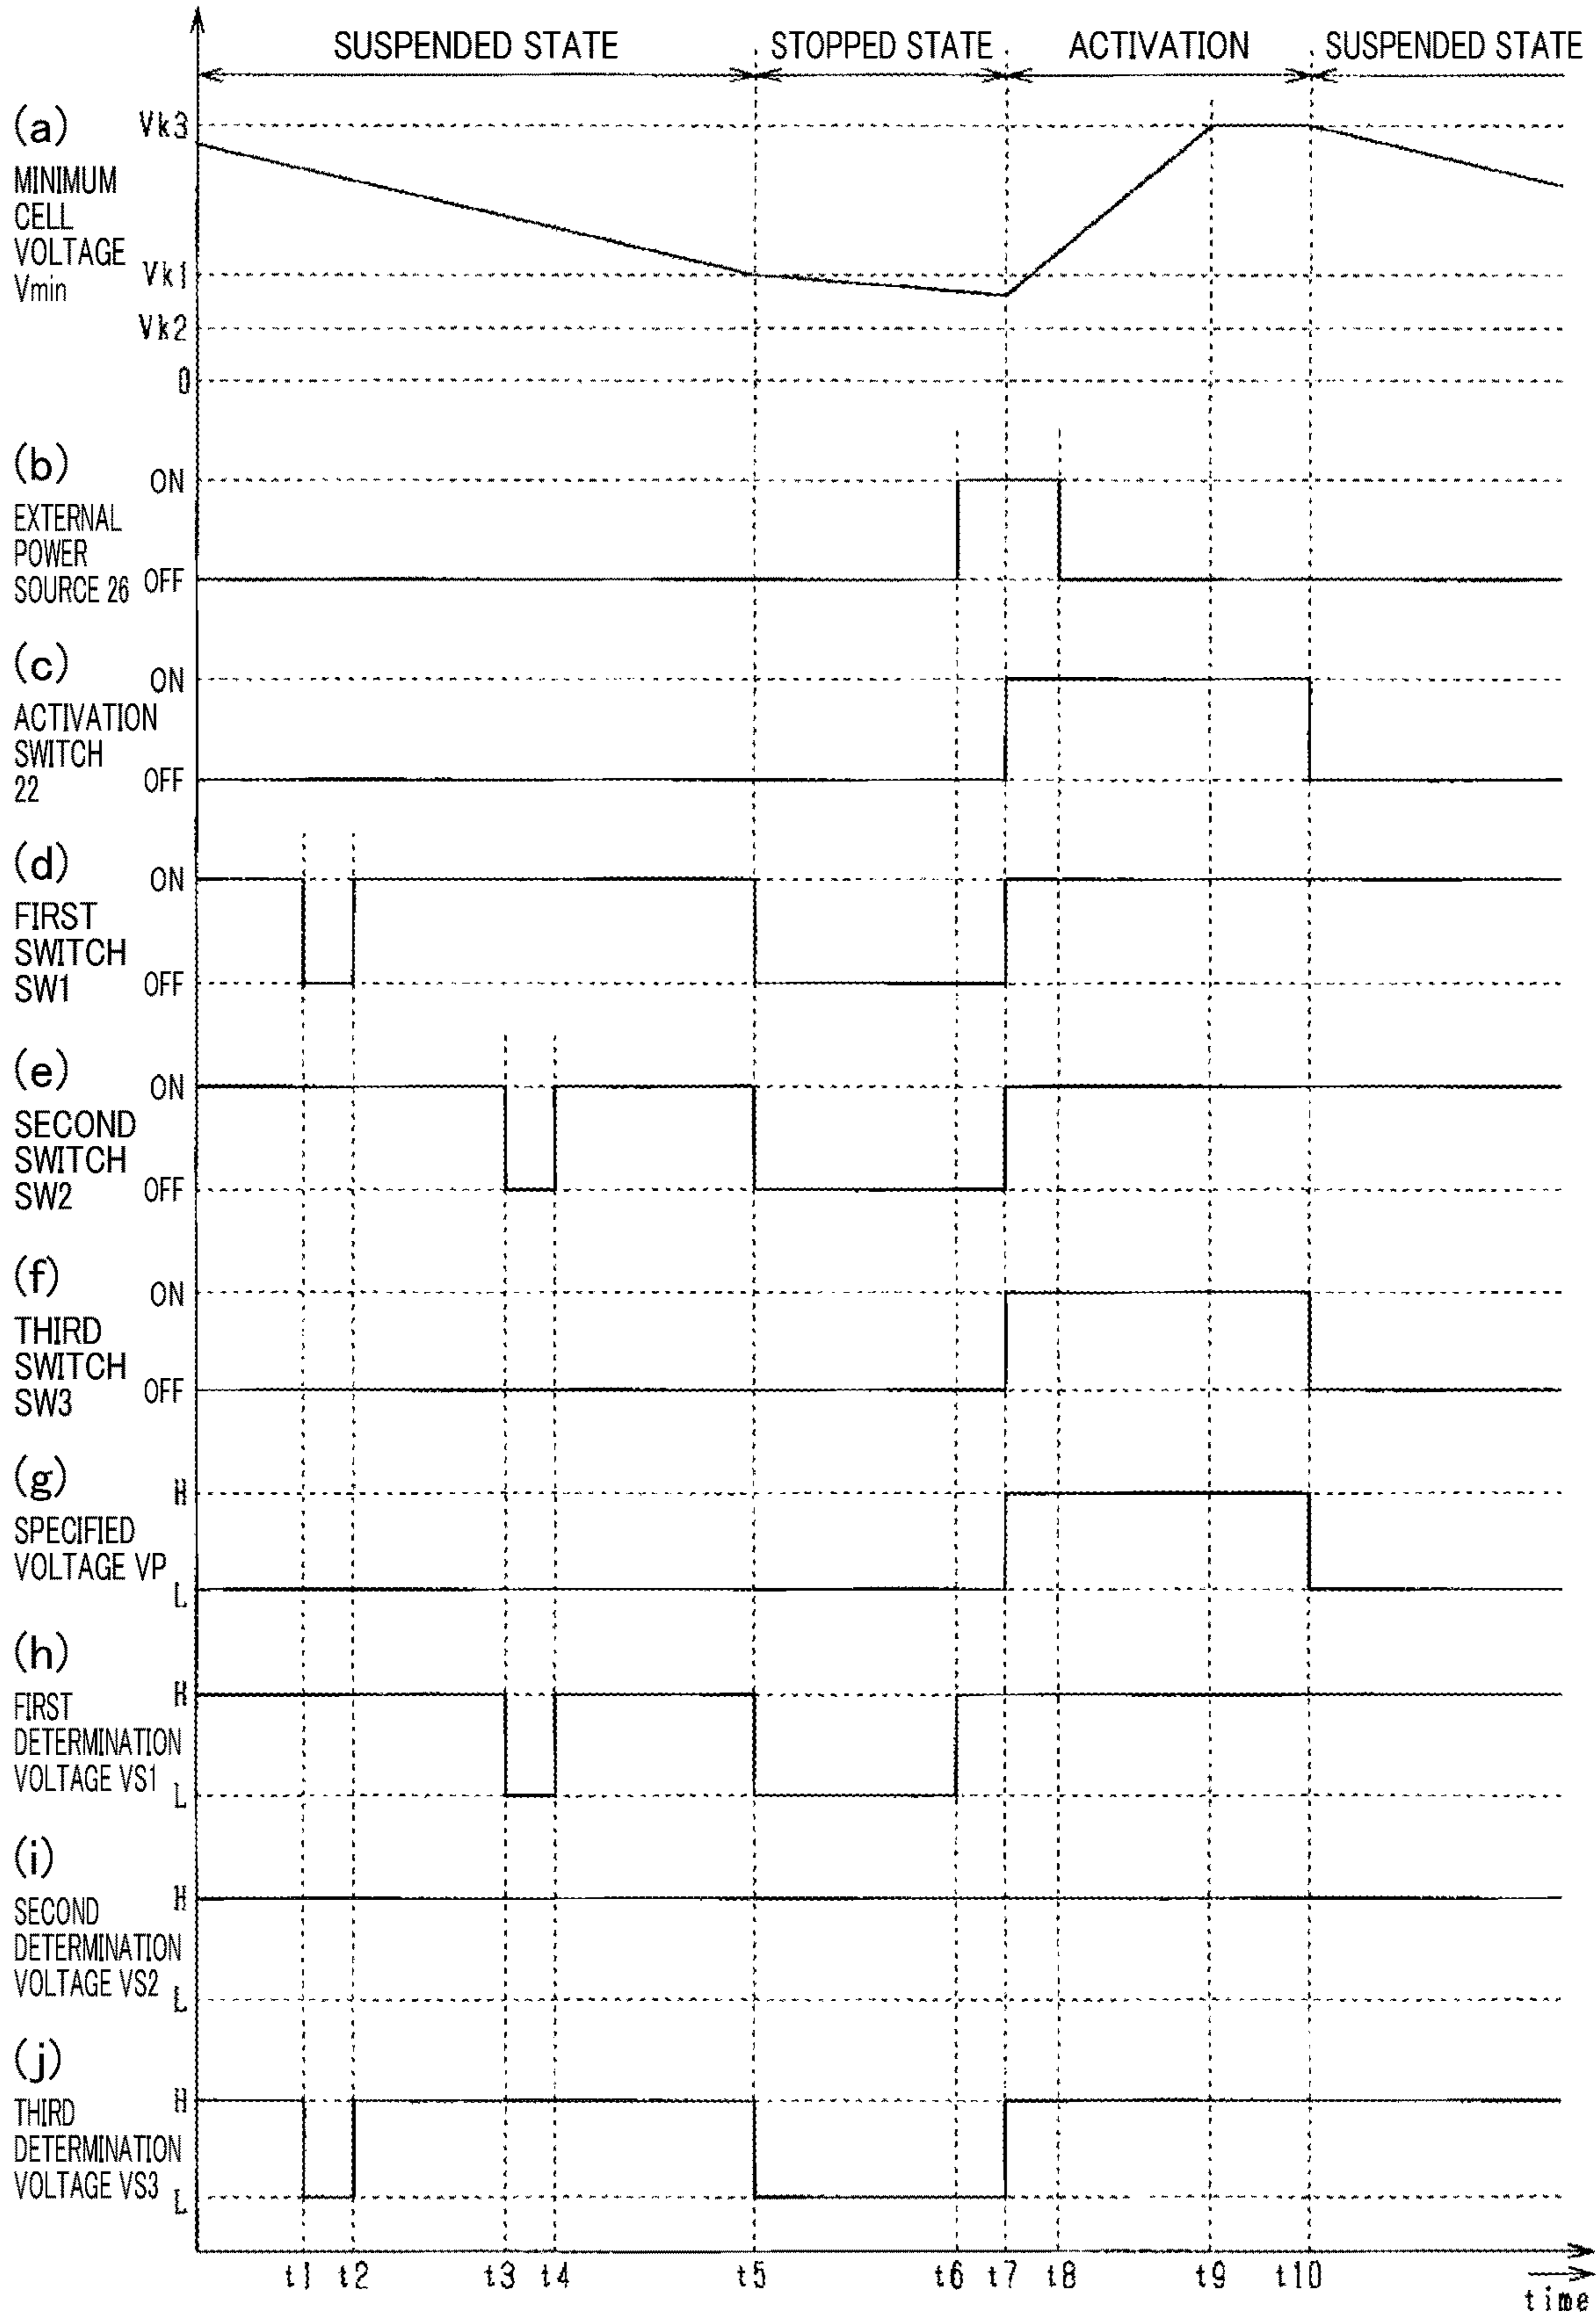 SUSPENDED STATE STOPPED STATE ACTIVATION SUSPENDED STATE
(a)
MINIMUM
CELL
VOLTAGE
Vmin
Vk3
Vk1
Vk2
0
(b)
EXTERNAL
POWER
SOURCE 26
ON
OFF
(c)
ACTIVATION
SWITCH
22
ON
OFF
(d)
FIRST
SWITCH
SW1
ON
OFF
(e)
SECOND
SWITCH
SW2
ON
OFF
(f)
THIRD
SWITCH
SW3
ON
OFF
(g)
SPECIFIED
VOLTAGE VP
H
L
(h)
FIRST
DETERMINATION
VOLTAGE VS1
H
L
(i)
SECOND
DETERMINATION
VOLTAGE VS2
H
L
(j)
THIRD
DETERMINATION
VOLTAGE VS3
H
L
t1 t2 t3 t4 t5 t6 t7 t8 t9 t10
time